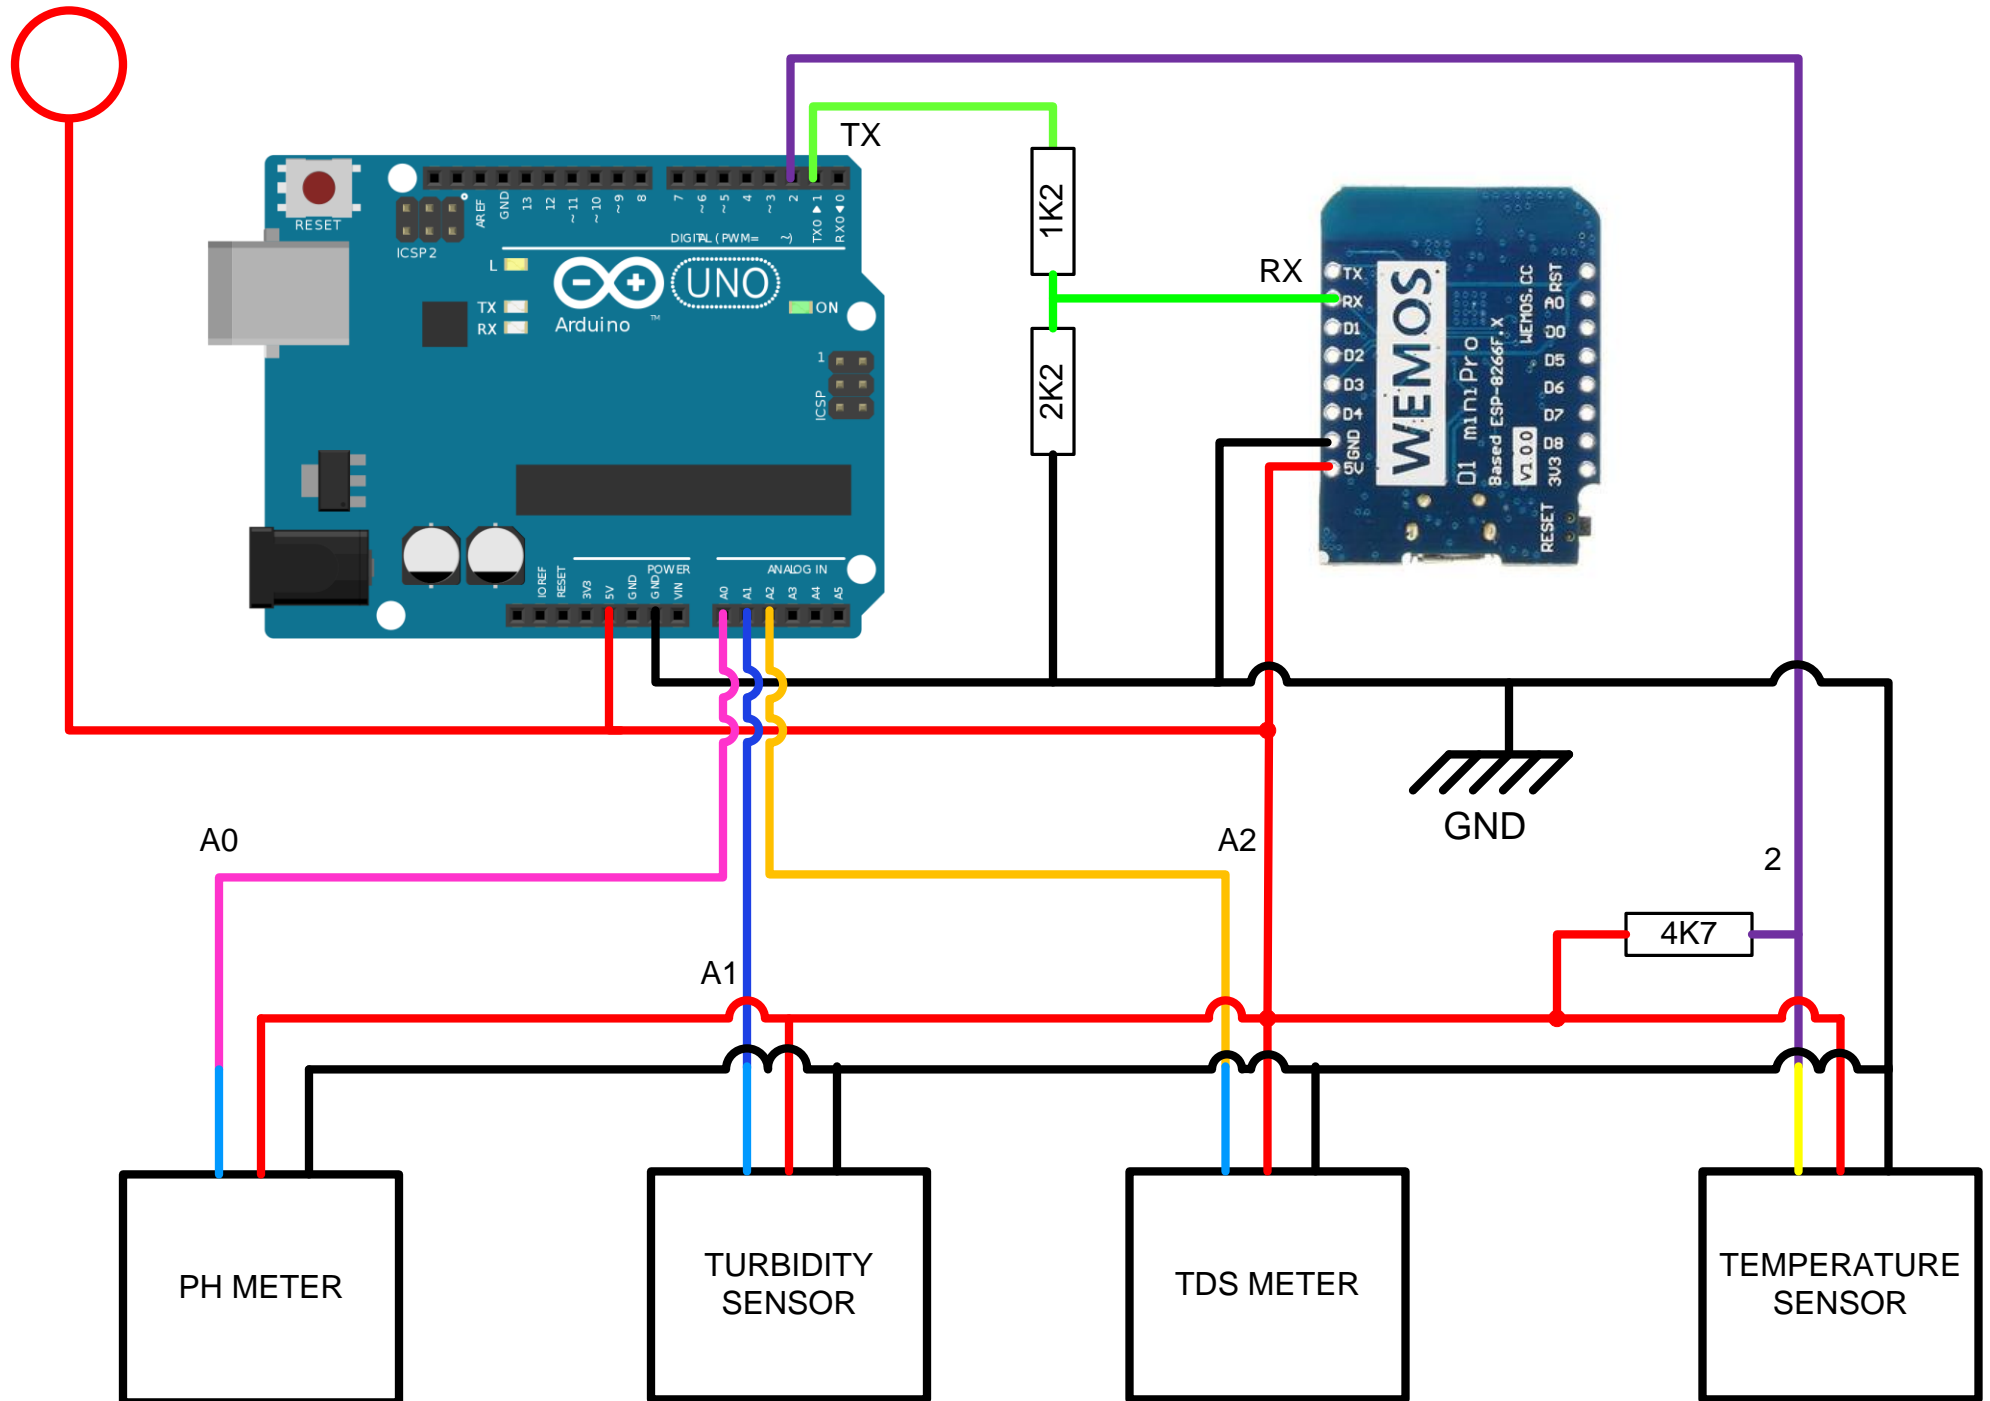 TX
RESET
ICSP2
AREF
GND
13
12
~11
~10
~9
8
7
~6
~5
4
~3
2
TX0 ▶ 1
RX0 ◀ 0
DIGITAL (PWM= ~)
L
TX
RX
UNO
ON
Arduino ™
1
ICSP
POWER
ANALOG IN
IOREF
RESET
3V3
5V
GND
GND
VIN
A0
A1
A2
A3
A4
A5
1K2
2K2
RX
TX
RX
D1
D2
D3
D4
GND
5V
WEMOS
D1 mini Pro
Based ESP-8266F.X
WEMOS.CC
V1.0.0
RST
A0
D0
D5
D6
D7
D8
3V3
RESET
GND
A0
A2
2
4K7
A1
PH METER
TURBIDITY
SENSOR
TDS METER
TEMPERATURE
SENSOR